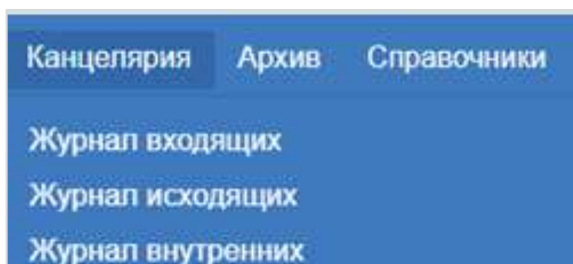 Канцелярия Архив Справочники
Журнал входящих
Журнал исходящих
Журнал внутренних